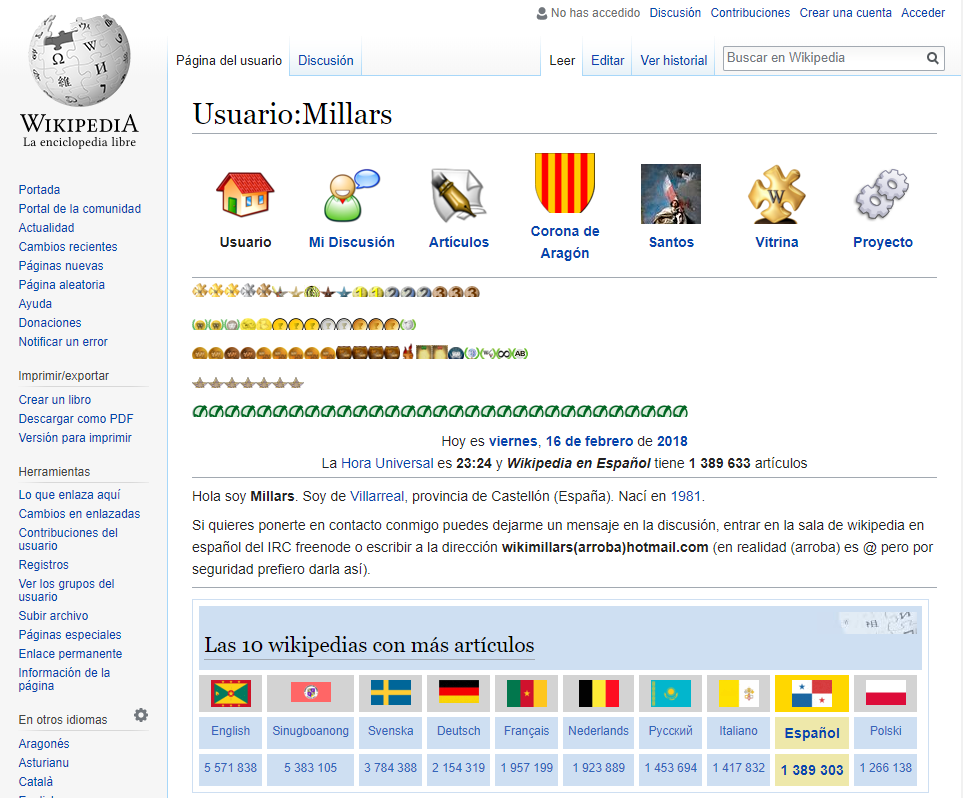 No has accedido Discusión Contribuciones Crear una cuenta Acceder
Página del usuario Discusión Leer Editar Ver historial Buscar en Wikipedia
WIKIPEDIA
La enciclopedia libre
Portada
Portal de la comunidad
Actualidad
Cambios recientes
Páginas nuevas
Página aleatoria
Ayuda
Donaciones
Notificar un error
Imprimir/exportar
Crear un libro
Descargar como PDF
Versión para imprimir
Herramientas
Lo que enlaza aquí
Cambios en enlazadas
Contribuciones del
usuario
Registros
Ver los grupos del
usuario
Subir archivo
Páginas especiales
Enlace permanente
Información de la
página
En otros idiomas
Aragonés
Asturianu
Català
Usuario:Millars
Usuario Mi Discusión Artículos Corona de Aragón Santos Vitrina Proyecto
Hoy es viernes, 16 de febrero de 2018
La Hora Universal es 23:24 y Wikipedia en Español tiene 1 389 633 artículos
Hola soy Millars. Soy de Villarreal, provincia de Castellón (España). Nací en 1981.
Si quieres ponerte en contacto conmigo puedes dejarme un mensaje en la discusión, entrar en la sala de wikipedia en
español del IRC freenode o escribir a la dirección wikimillars(arroba)hotmail.com (en realidad (arroba) es @ pero por
seguridad prefiero darla así).
Las 10 wikipedias con más artículos
English Sinugboanong Svenska Deutsch Français Nederlands Русский Italiano Español Polski
5 571 838 5 383 105 3 784 388 2 154 319 1 957 199 1 923 889 1 453 694 1 417 832 1 389 303 1 266 138